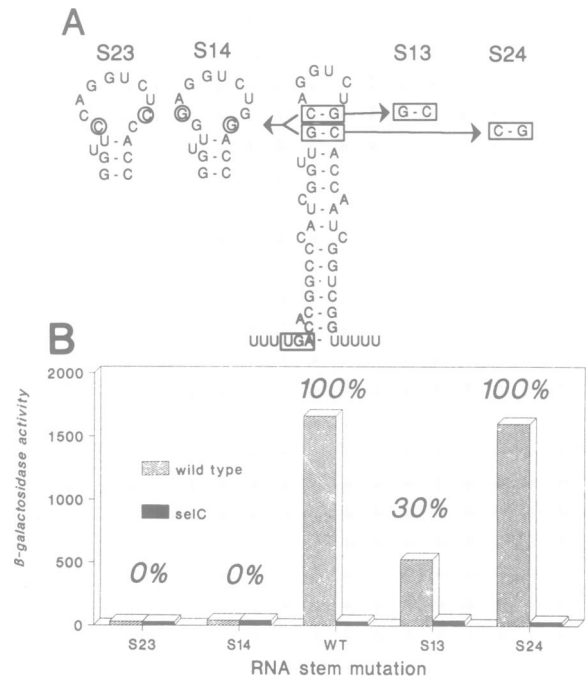 A
S23 S14 S13 S24
G G U C U
A
C C C
U - A
U G - C
G - C
G G U C U
A G
G G
U - A
U G - C
G - C
G G U C
A U
C - G
G - C
U - A
U G - C
G - C A
U A
A - U
C C
C - G
C - G
G - U
G - C
C - G
A C - G
UUU UGA - UUUUU
G - C
C - G
B
β-galactosidase activity
2000
1500
1000
500
0
wild type
selC
0% 0% 100% 30% 100%
S23 S14 WT S13 S24
RNA stem mutation